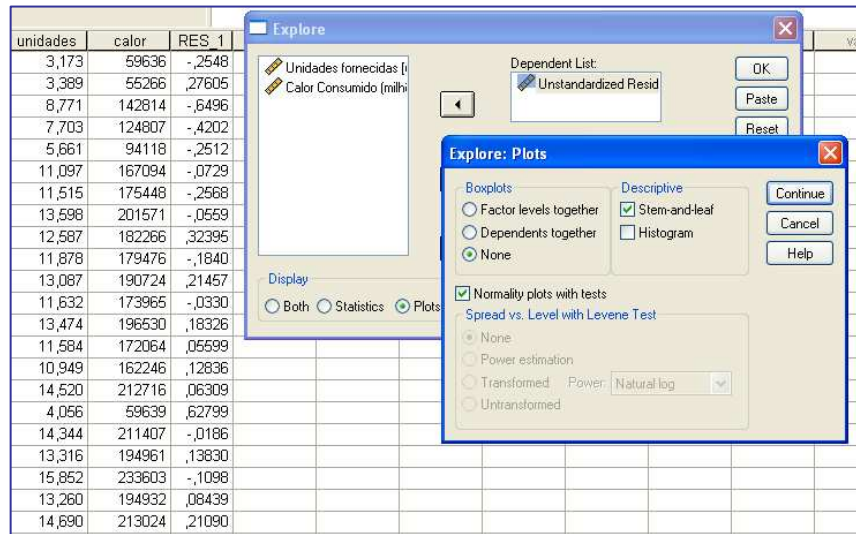 unidades calor RES_1
3,173 59636 -,2548
3,389 55266 ,27605
8,771 142814 -,6496
7,703 124807 -,4202
5,661 94118 -,2512
11,097 167094 -,0729
11,515 175448 -,2568
13,598 201571 -,0559
12,587 182266 ,32395
11,878 179476 -,1840
13,087 190724 ,21457
11,632 173965 -,0330
13,474 196530 ,18326
11,584 172064 ,05599
10,949 162246 ,12836
14,520 212716 ,06309
4,056 59639 ,62799
14,344 211407 -,0186
13,316 194961 ,13830
15,852 233603 -,1098
13,260 194932 ,08439
14,690 213024 ,21090
va
Explore
Unidades fornecidas [
Calor Consumido (milhi
Dependent List:
Unstandardized Resid
OK
Paste
Reset
Display
Both Statistics Plots
Explore: Plots
Boxplots
Factor levels together
Dependents together
None
Descriptive
Stem-and-leaf
Histogram
Continue
Cancel
Help
Normality plots with tests
Spread vs. Level with Levene Test
None
Power estimation
Transformed Power: Natural log
Untransformed